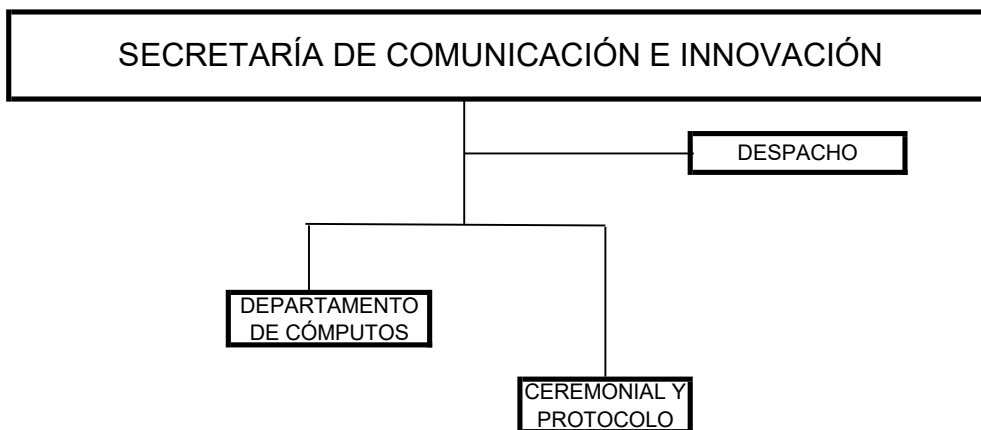 SECRETARÍA DE COMUNICACIÓN E INNOVACIÓN
DESPACHO
DEPARTAMENTO
DE CÓMPUTOS
CEREMONIAL Y
PROTOCOLO